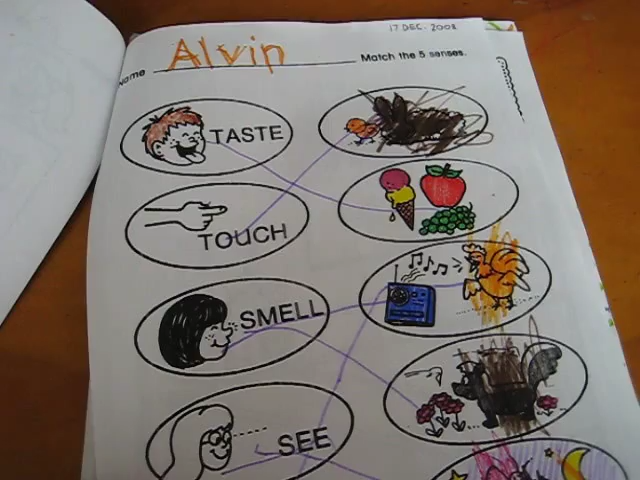 17 DEC. 2008
Name Alvin Match the 5 senses.
TASTE
TOUCH
SMELL
SEE